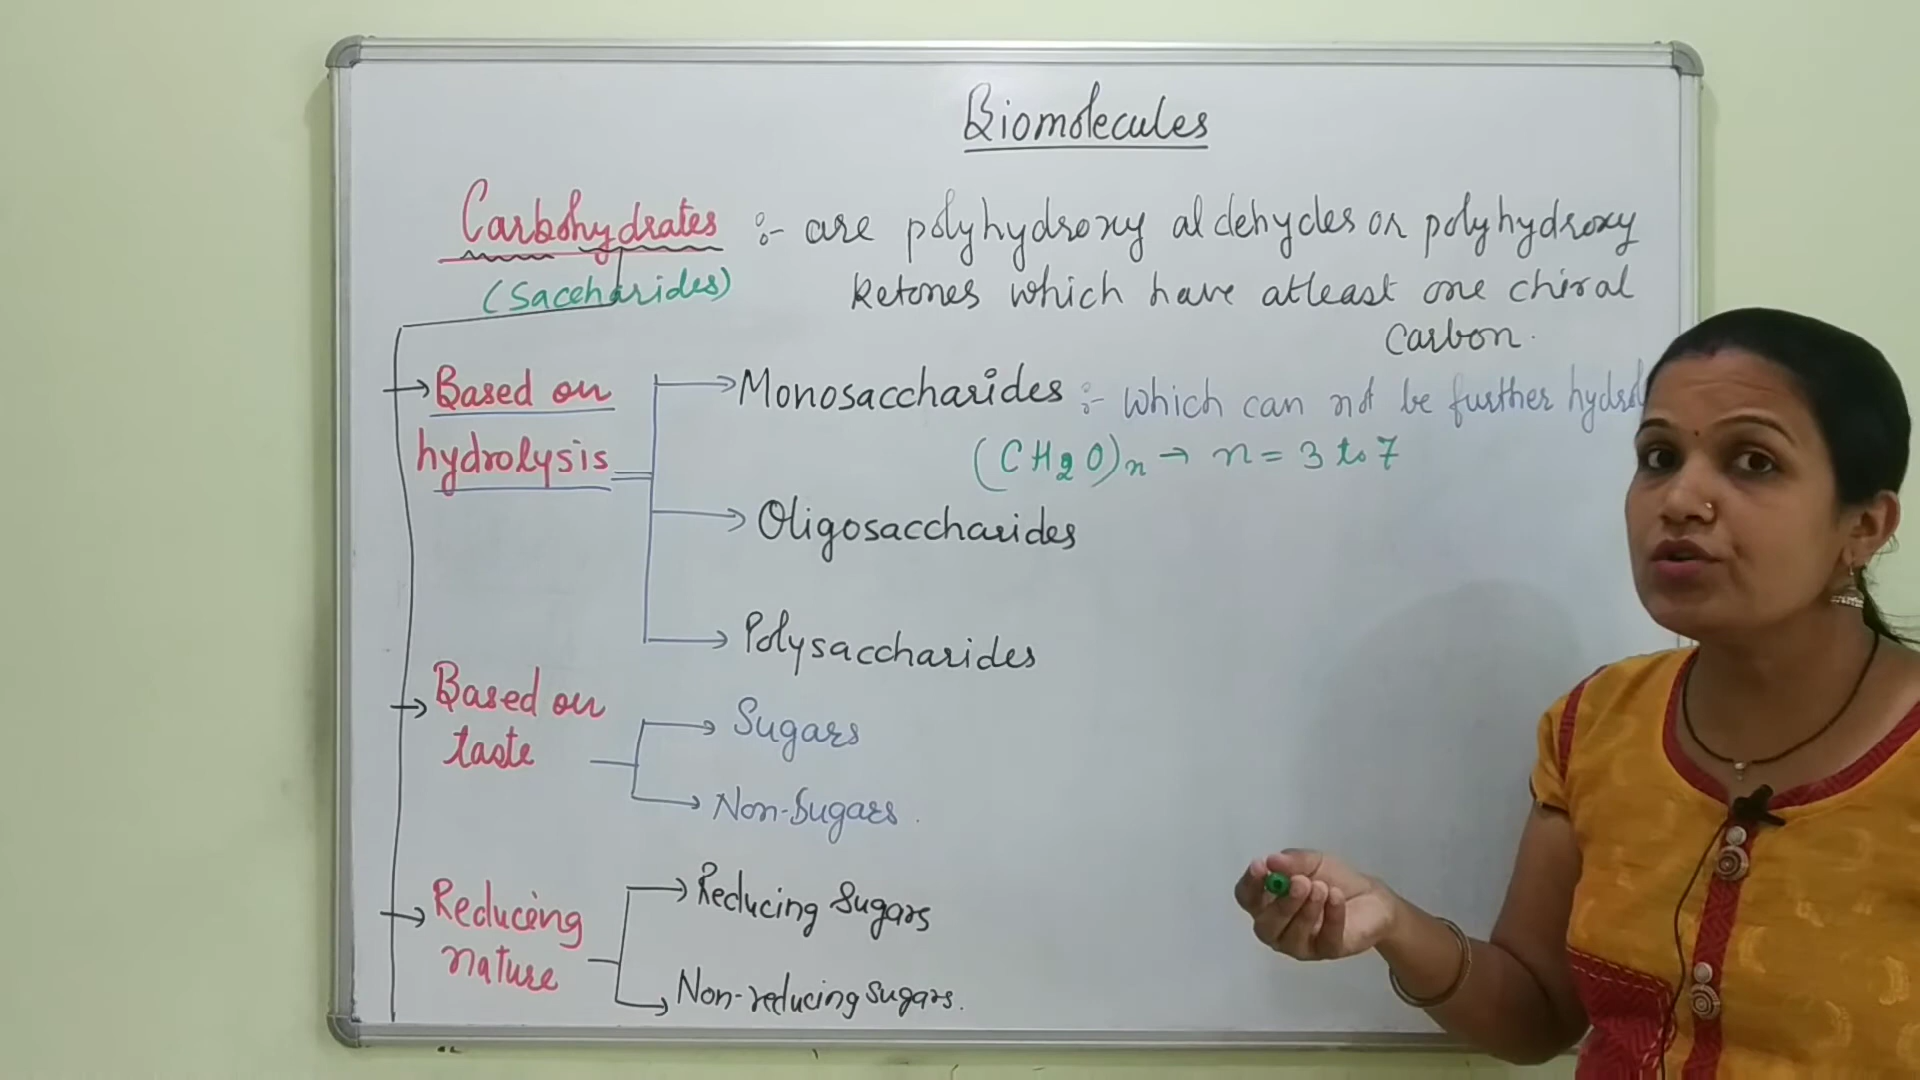 Biomolecules
Carbohydrates :- are polyhydroxy aldehydes or polyhydroxy
(Saccharides) ketones which have atleast one chiral
carbon.
Based on
hydrolysis
Monosaccharides :- which can not be further
(CH2O)n → n = 3 to 7
Oligosaccharides
Polysaccharides
Based on
taste
Sugars
Non-Sugars.
Reducing
nature
Reducing Sugars
Non-reducing sugars.